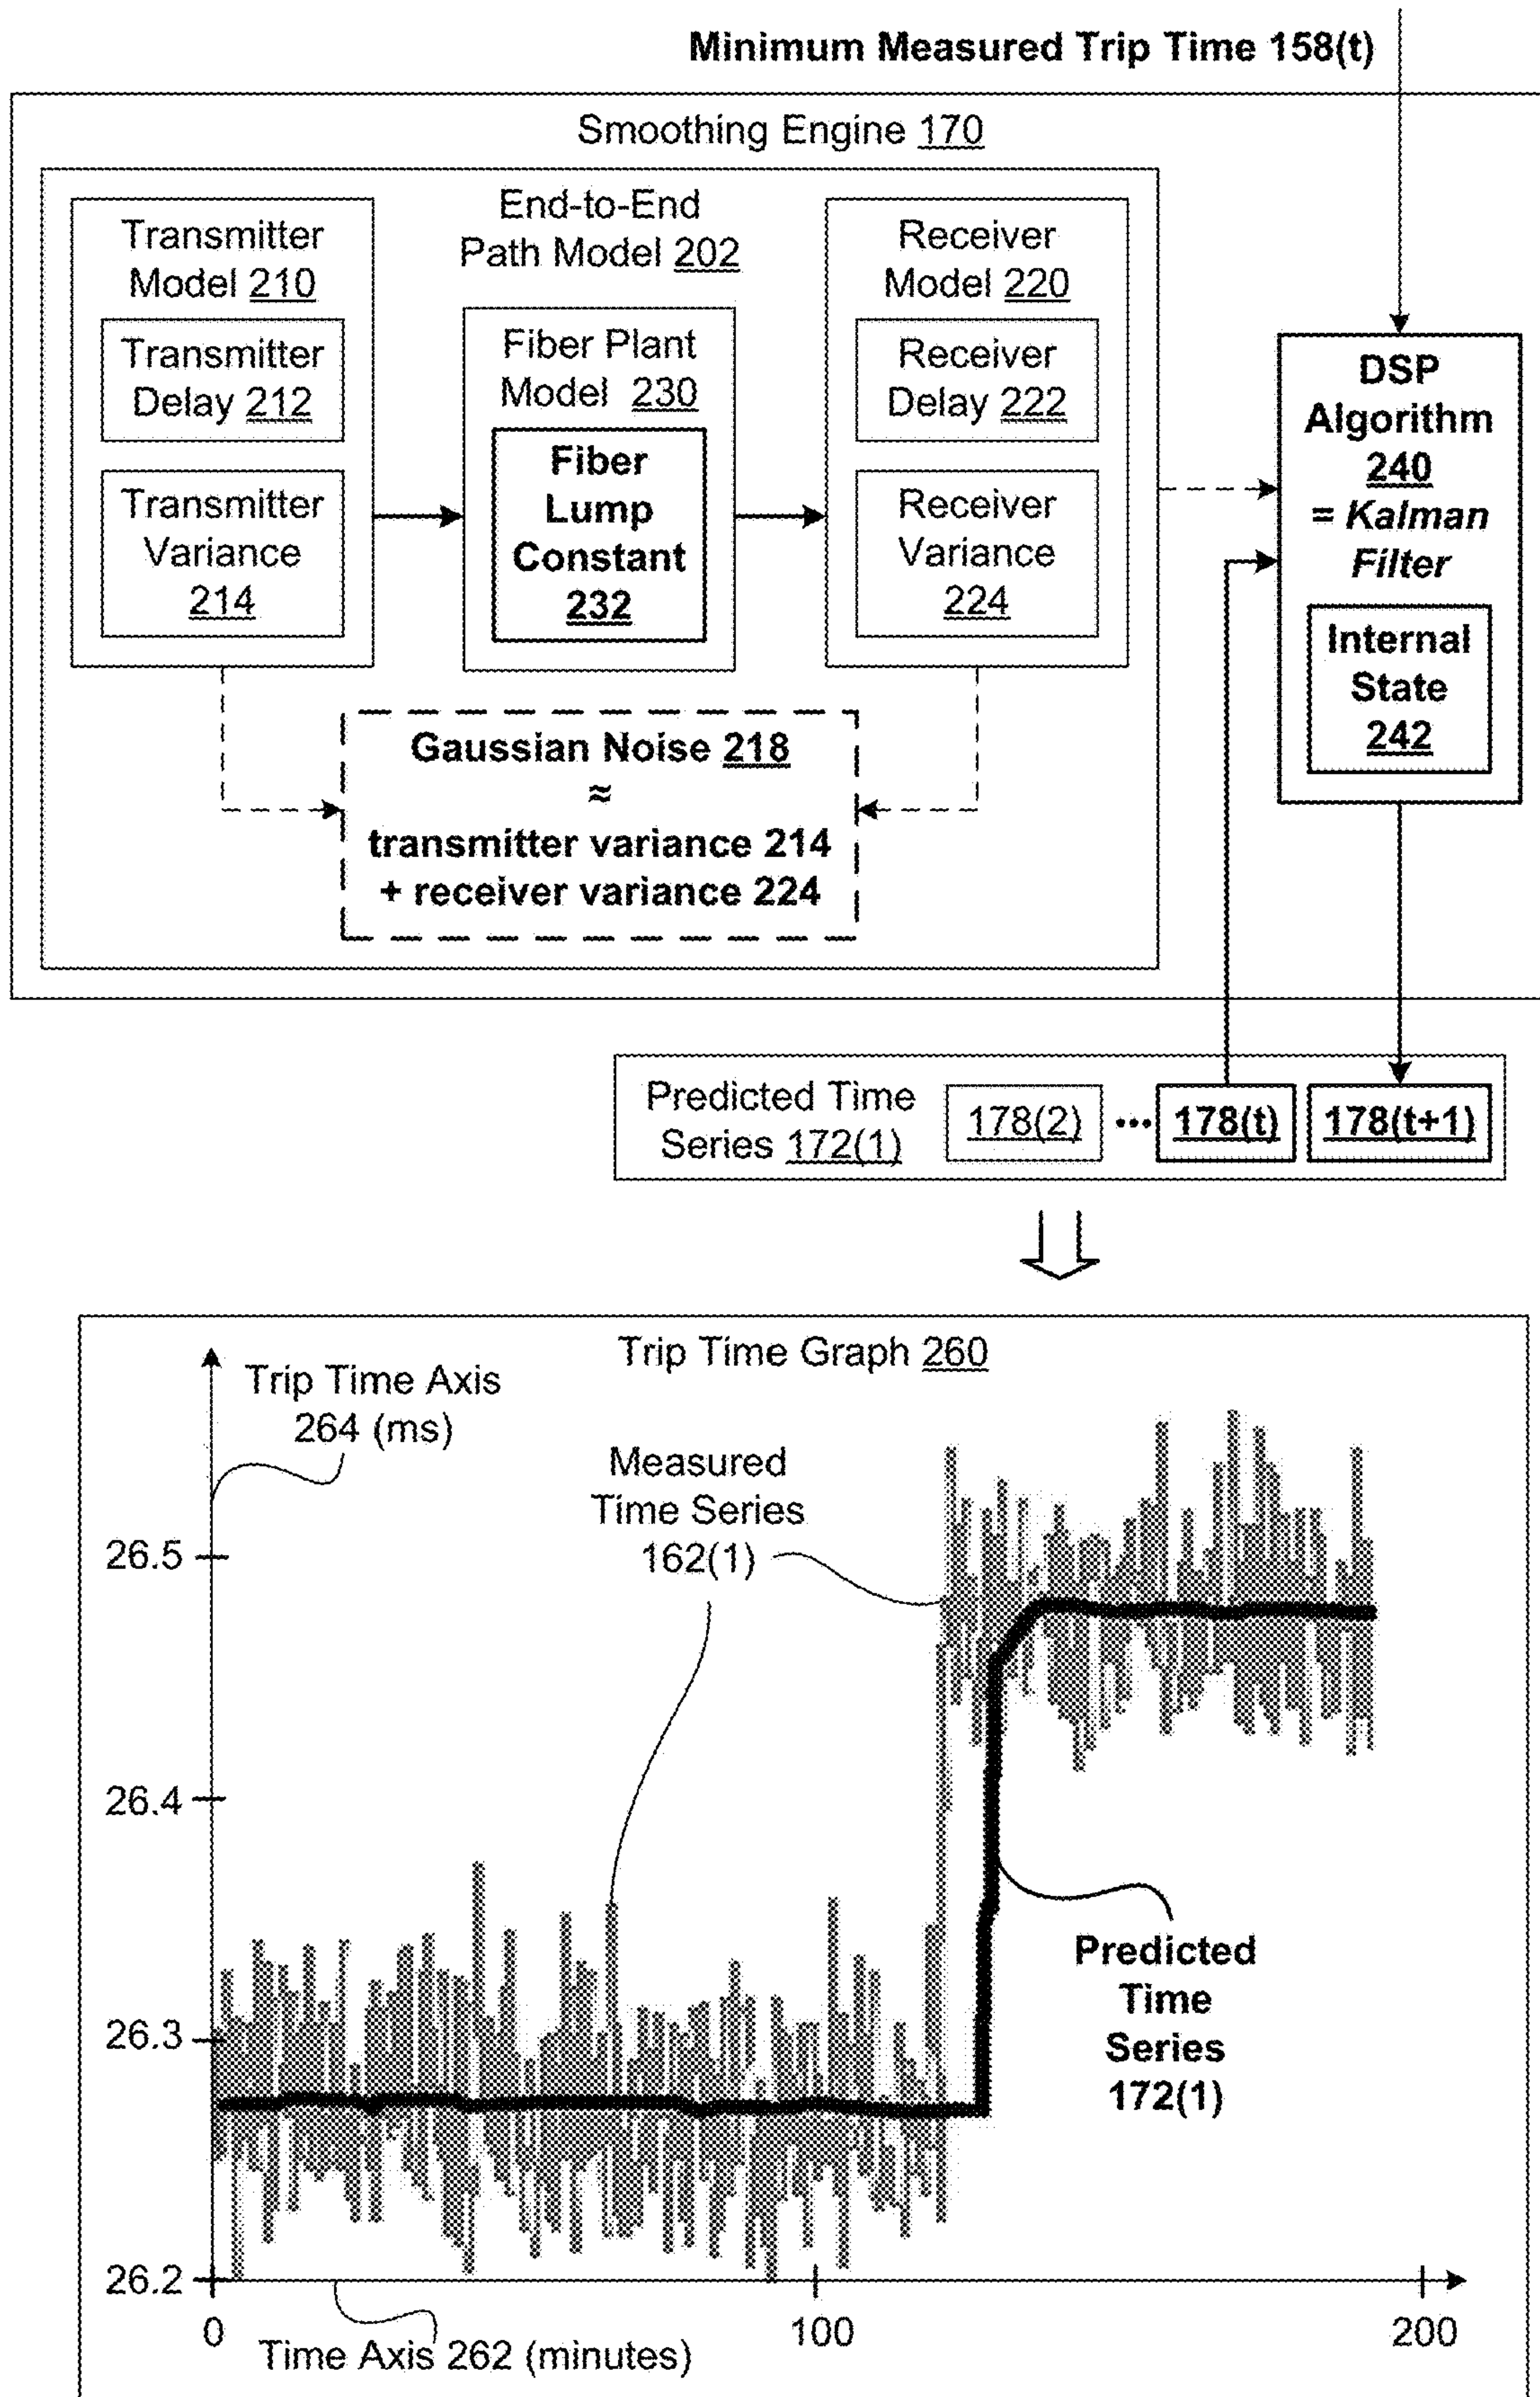 Minimum Measured Trip Time 158(t)
Smoothing Engine 170
End-to-End
Path Model 202
Transmitter
Model 210
Transmitter
Delay 212
Transmitter
Variance
214
Fiber Plant
Model 230
Fiber
Lump
Constant
232
Receiver
Model 220
Receiver
Delay 222
Receiver
Variance
224
Gaussian Noise 218
≈
transmitter variance 214
+ receiver variance 224
DSP
Algorithm
240
= Kalman
Filter
Internal
State
242
Predicted Time
Series 172(1)
178(2)
•••
178(t)
178(t+1)
Trip Time Graph 260
Trip Time Axis
264 (ms)
Measured
Time Series
162(1)
26.5
26.4
26.3
26.2
Predicted
Time
Series
172(1)
0
100
200
Time Axis 262 (minutes)